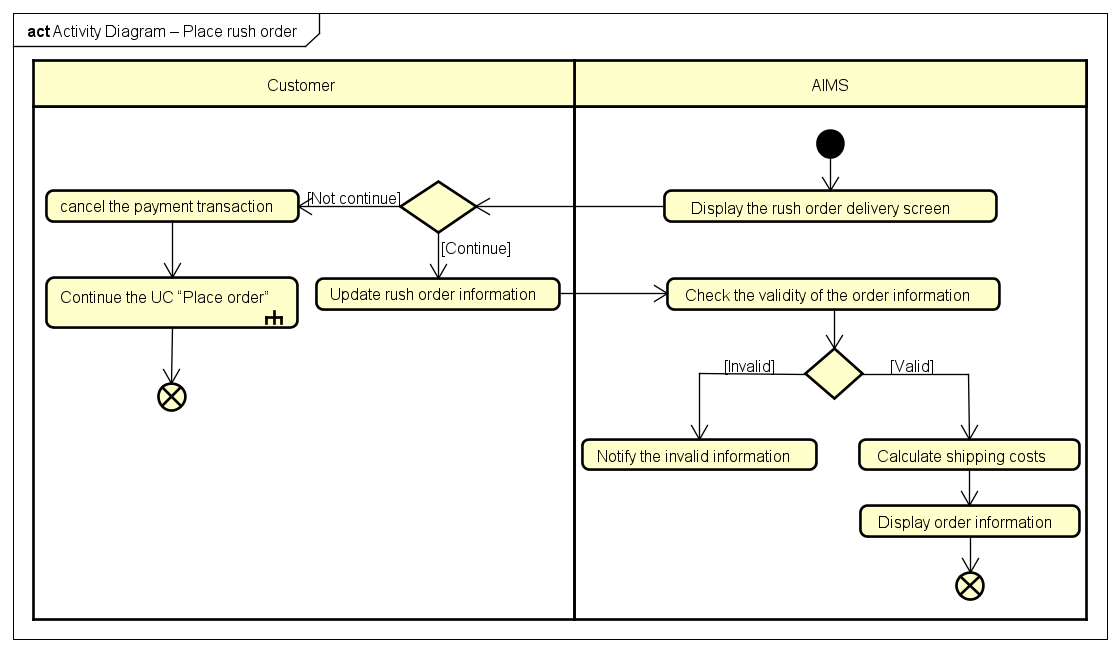 act Activity Diagram – Place rush order
Customer
AIMS
cancel the payment transaction
[Not continue]
Display the rush order delivery screen
[Continue]
Continue the UC "Place order"
Update rush order information
Check the validity of the order information
[Invalid]
[Valid]
Notify the invalid information
Calculate shipping costs
Display order information